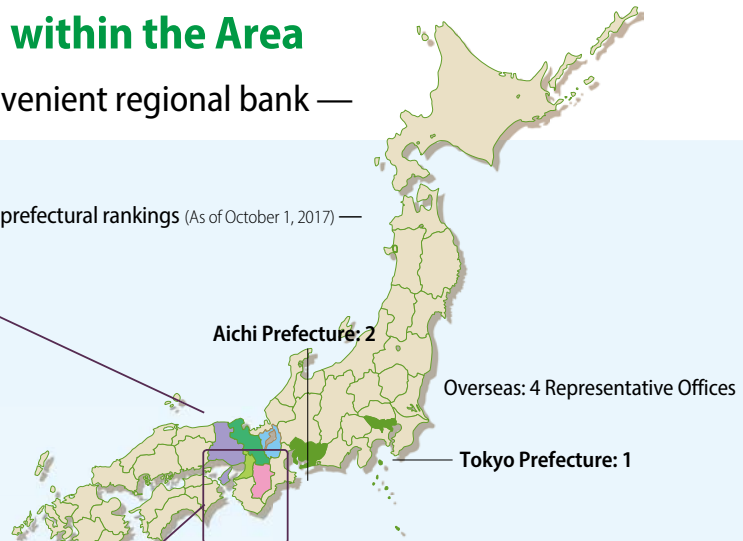 within the Area
venient regional bank —
prefectural rankings (As of October 1, 2017) —
Aichi Prefecture: 2
Overseas: 4 Representative Offices
Tokyo Prefecture: 1